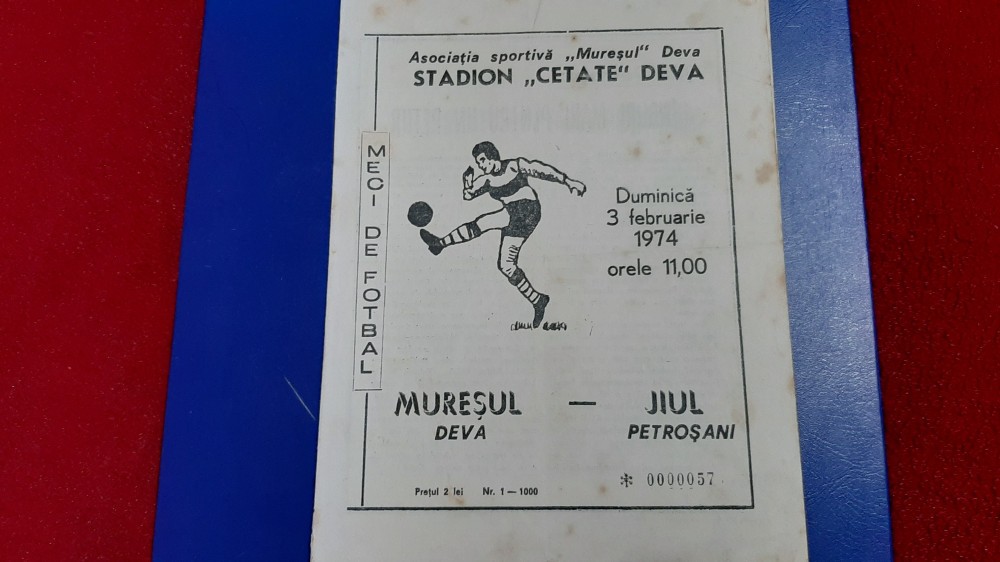 Asociația sportivă „Mureșul" Deva
STADION „CETATE" DEVA
MECI DE FOTBAL
Duminică
3 februarie
1974
orele 11,00
MUREȘUL — JIUL
DEVA PETROȘANI
Prețul 2 lei Nr. 1—1000
* 0000057